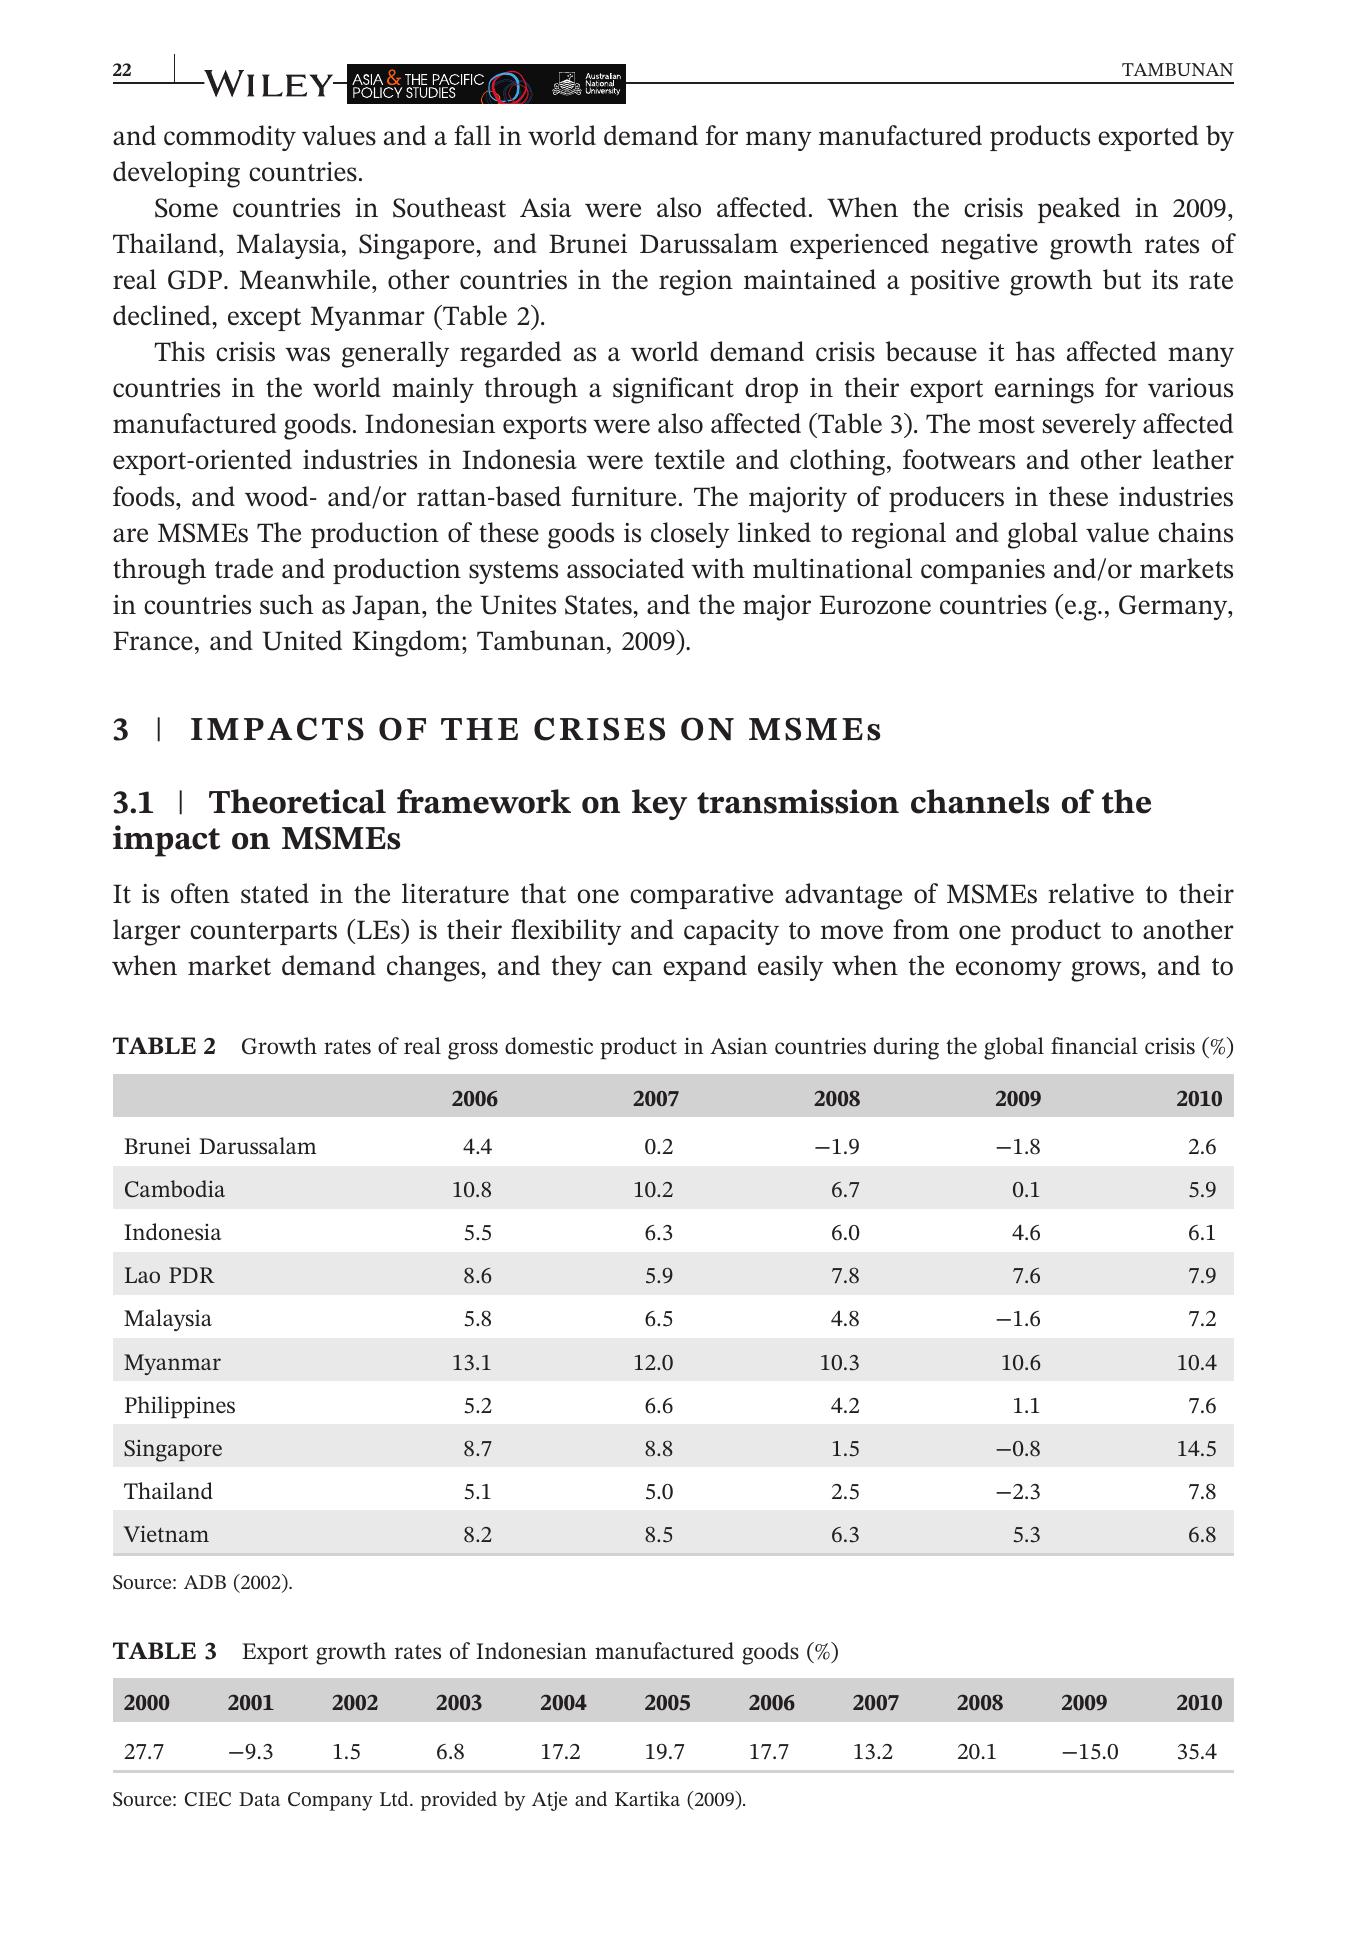 22
WILEY
ASIA & THE PACIFIC
POLICY STUDIES
Australian
National
University
TAMBUNAN
and commodity values and a fall in world demand for many manufactured products exported by
developing countries.
Some countries in Southeast Asia were also affected. When the crisis peaked in 2009,
Thailand, Malaysia, Singapore, and Brunei Darussalam experienced negative growth rates of
real GDP. Meanwhile, other countries in the region maintained a positive growth but its rate
declined, except Myanmar (Table 2).
This crisis was generally regarded as a world demand crisis because it has affected many
countries in the world mainly through a significant drop in their export earnings for various
manufactured goods. Indonesian exports were also affected (Table 3). The most severely affected
export-oriented industries in Indonesia were textile and clothing, footwears and other leather
foods, and wood- and/or rattan-based furniture. The majority of producers in these industries
are MSMEs The production of these goods is closely linked to regional and global value chains
through trade and production systems associated with multinational companies and/or markets
in countries such as Japan, the Unites States, and the major Eurozone countries (e.g., Germany,
France, and United Kingdom; Tambunan, 2009).
3 | IMPACTS OF THE CRISES ON MSMEs
3.1 | Theoretical framework on key transmission channels of the
impact on MSMEs
It is often stated in the literature that one comparative advantage of MSMEs relative to their
larger counterparts (LEs) is their flexibility and capacity to move from one product to another
when market demand changes, and they can expand easily when the economy grows, and to
TABLE 2 Growth rates of real gross domestic product in Asian countries during the global financial crisis (%)
2006 2007 2008 2009 2010
Brunei Darussalam 4.4 0.2 −1.9 −1.8 2.6
Cambodia 10.8 10.2 6.7 0.1 5.9
Indonesia 5.5 6.3 6.0 4.6 6.1
Lao PDR 8.6 5.9 7.8 7.6 7.9
Malaysia 5.8 6.5 4.8 −1.6 7.2
Myanmar 13.1 12.0 10.3 10.6 10.4
Philippines 5.2 6.6 4.2 1.1 7.6
Singapore 8.7 8.8 1.5 −0.8 14.5
Thailand 5.1 5.0 2.5 −2.3 7.8
Vietnam 8.2 8.5 6.3 5.3 6.8
Source: ADB (2002).
TABLE 3 Export growth rates of Indonesian manufactured goods (%)
2000 2001 2002 2003 2004 2005 2006 2007 2008 2009 2010
27.7 −9.3 1.5 6.8 17.2 19.7 17.7 13.2 20.1 −15.0 35.4
Source: CIEC Data Company Ltd. provided by Atje and Kartika (2009).